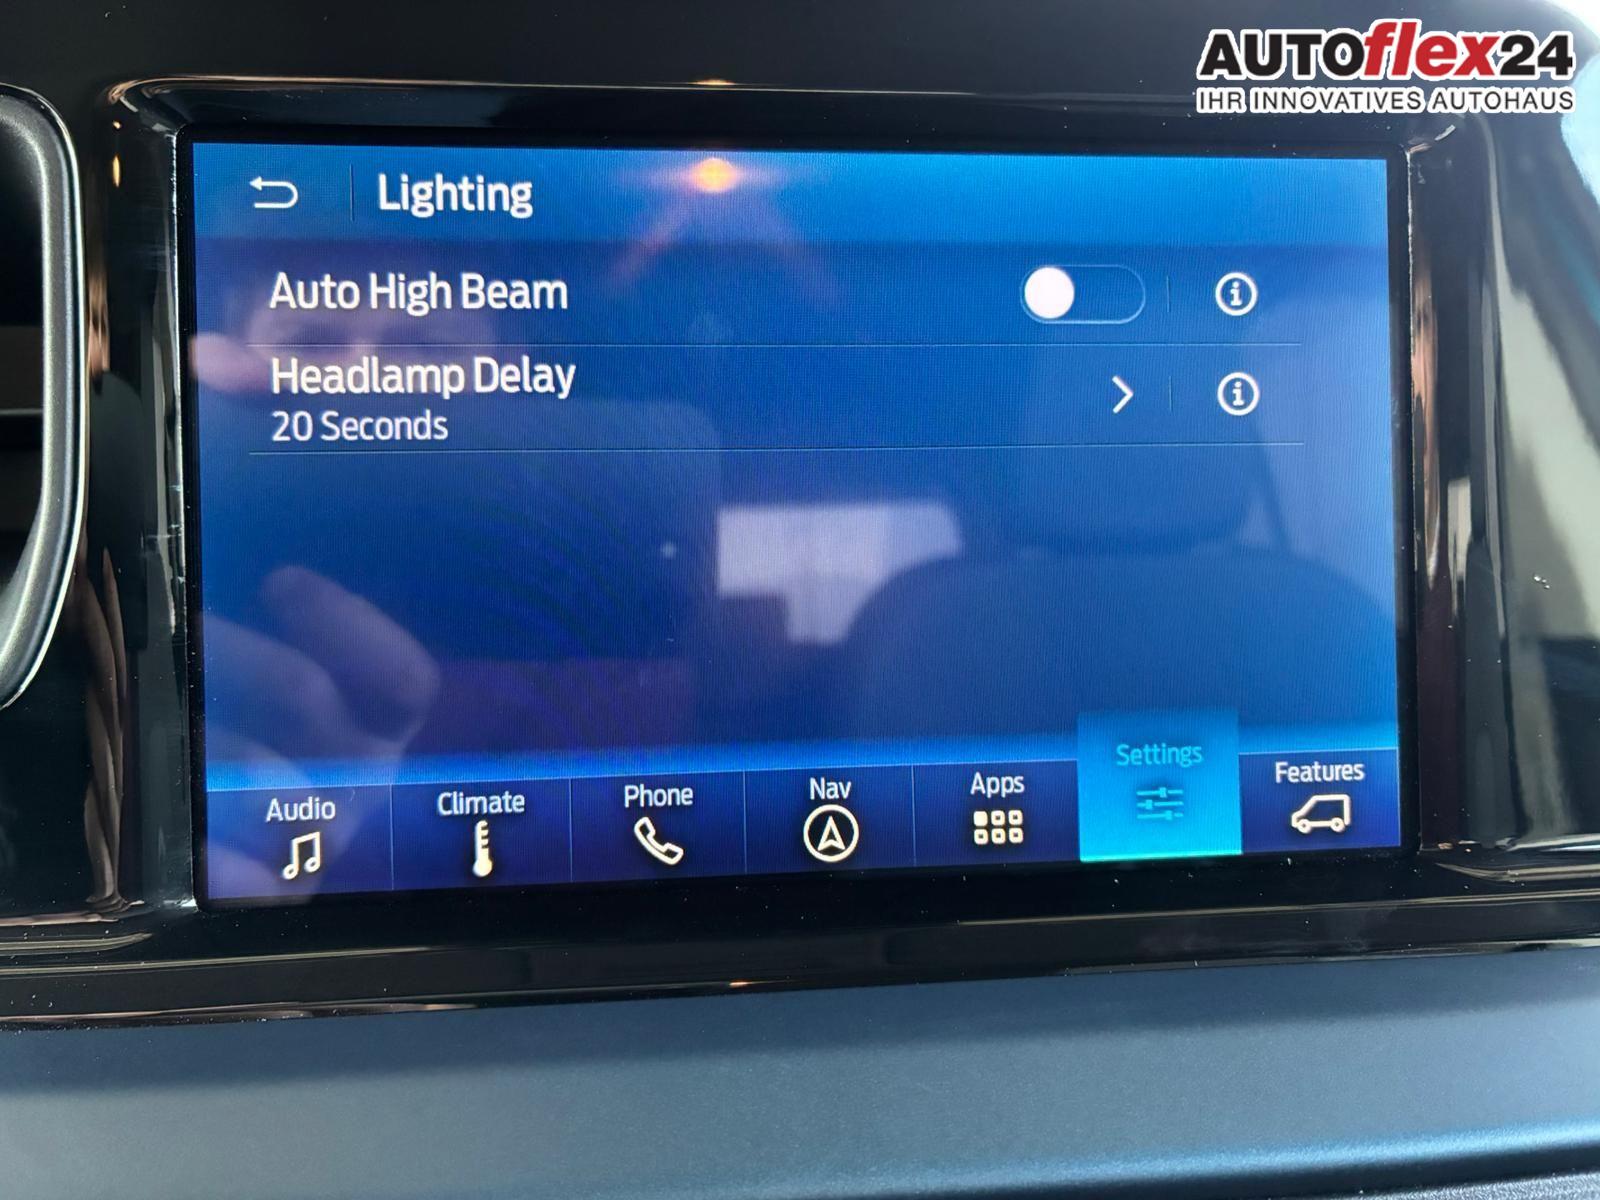 AUTOflex24
IHR INNOVATIVES AUTOHAUS
Lighting
Auto High Beam
Headlamp Delay
20 Seconds
Audio
Climate
Phone
Nav
Apps
Settings
Features